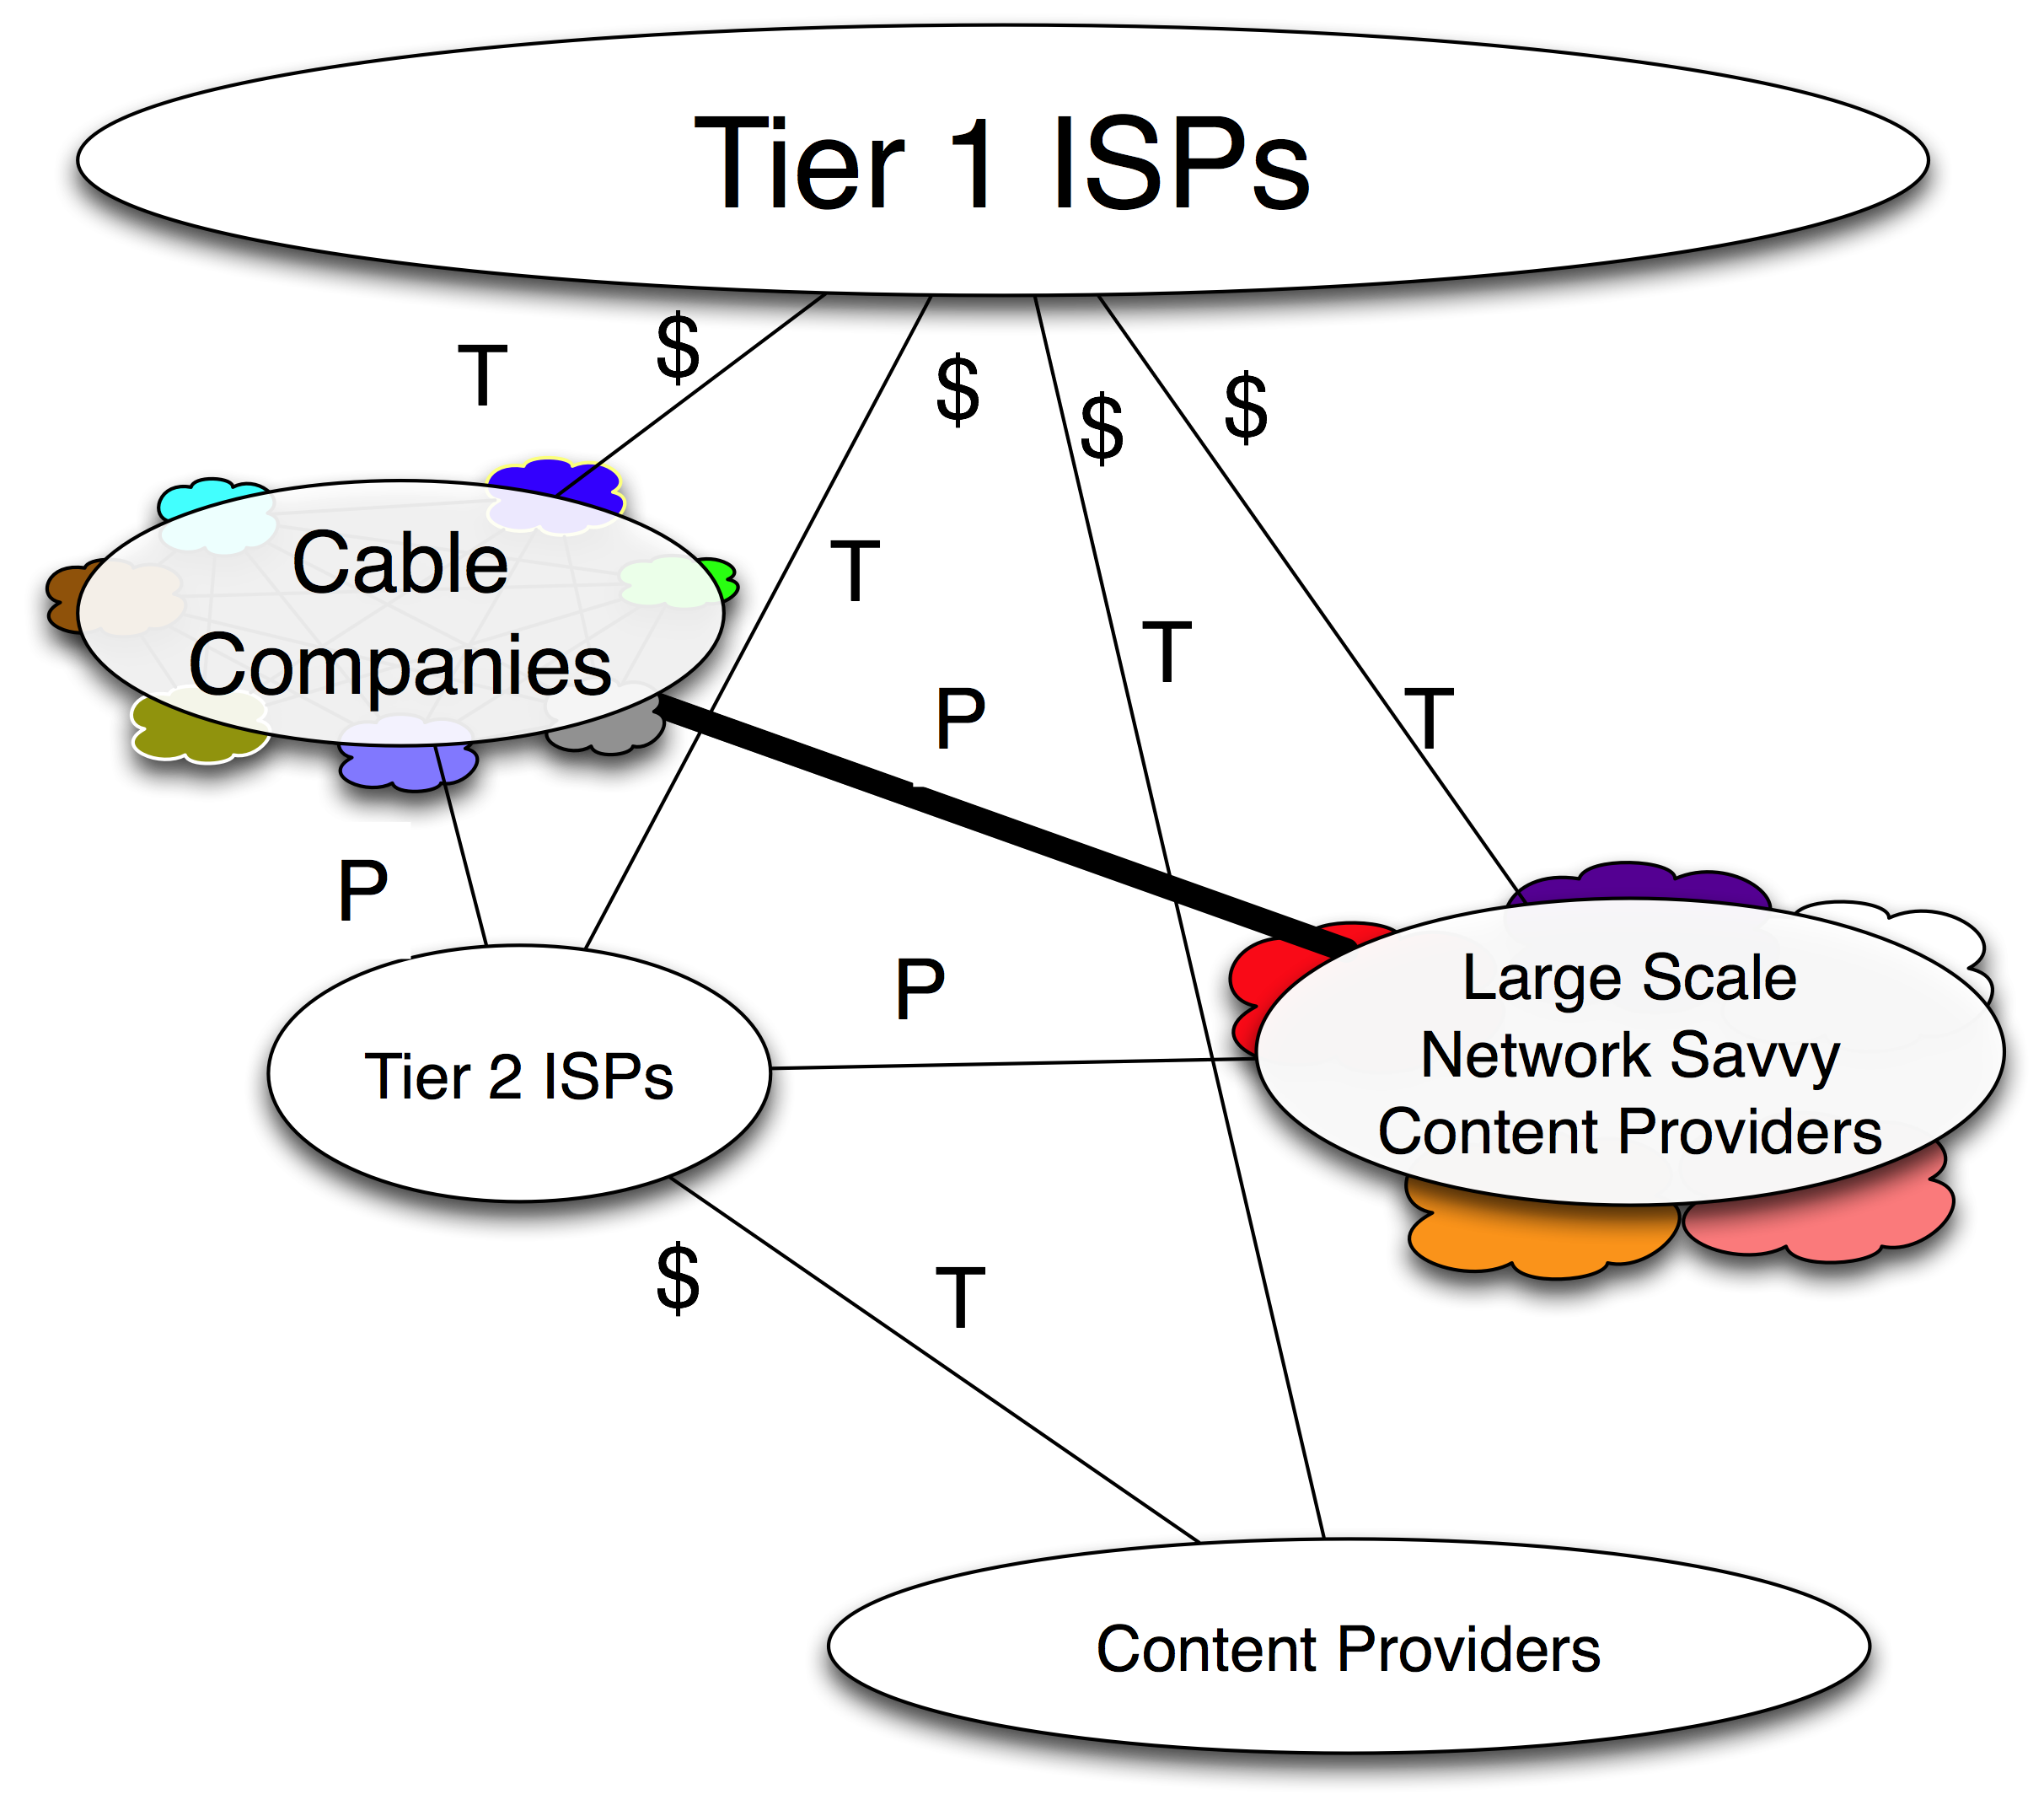 Tier 1 ISPs
$
T
$
$
$
Cable
Companies
T
T
P
T
P
P
Large Scale
Network Savvy
Content Providers
Tier 2 ISPs
$
T
Content Providers